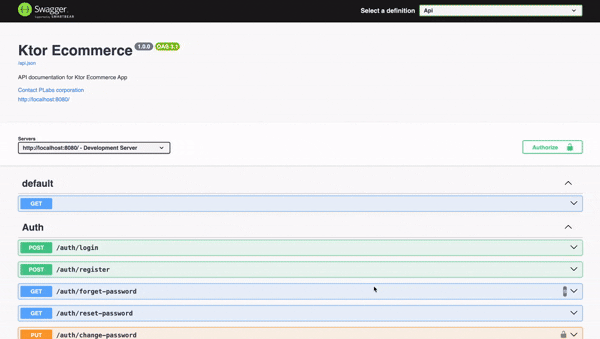 Swagger.
Supported by SMARTBEAR
Select a definition
Api
Ktor Ecommerce 1.0.0 OAS 3.1
/api.json
API documentation for Ktor Ecommerce App
Contact PLabs corporation
http://localhost:8080/
Servers
http://localhost:8080/ - Development Server
Authorize
default
GET
Auth
POST /auth/login
POST /auth/register
GET /auth/forget-password
GET /auth/reset-password
PUT /auth/change-password